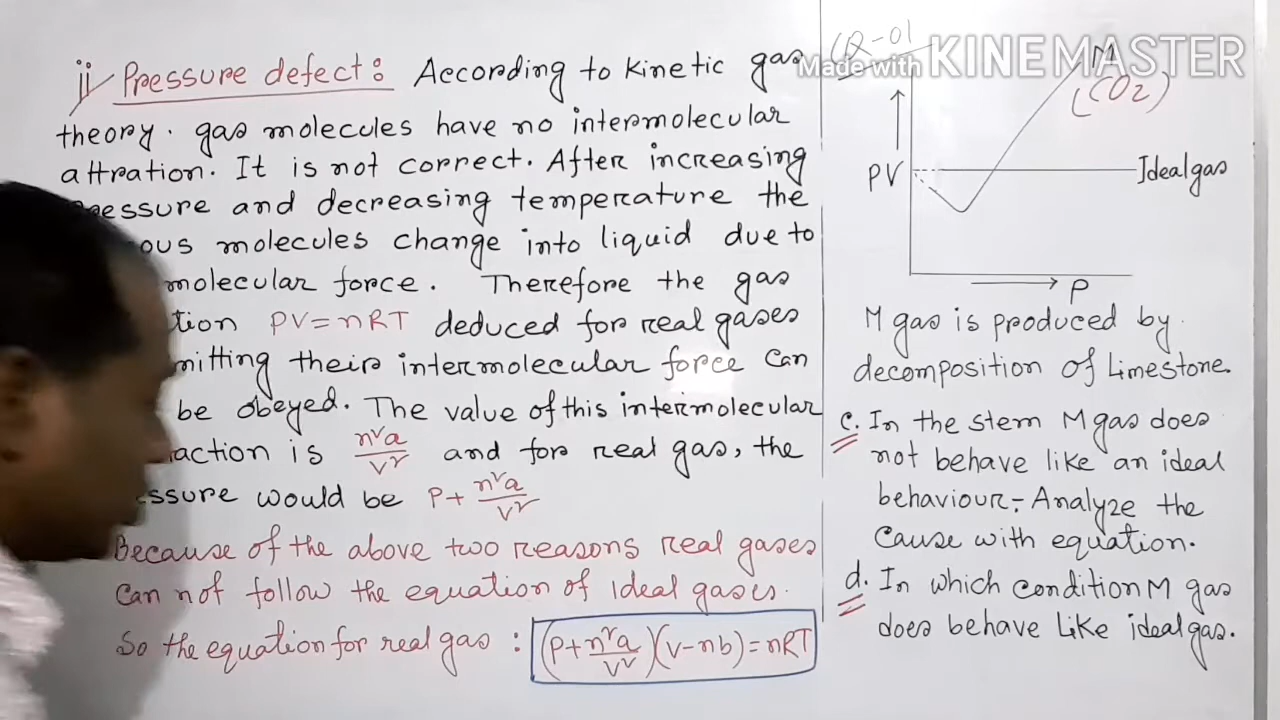 ii Pressure defect: According to kinetic gas
theory. gas molecules have no intermolecular
attration. It is not correct. After increasing
pressure and decreasing temperature the
molecules change into liquid due to
molecular force. Therefore the gas
PV=nRT deduced for real gases
their intermolecular force can
be obeyed. The value of this intermolecular
is n²a/v² and for real gas, the
would be P+n²a/v²
Because of the above two reasons real gases
can not follow the equation of ideal gases.
So the equation for real gas: (P+n²a/v²)(v-nb)=nRT
Q-01
Made with KINEMASTER
M
(CO2)
PV
Ideal gas
P
M gas is produced by
decomposition of limestone.
c. In the stem M gas does
not behave like an ideal
behaviour:- Analyze the
cause with equation.
d. In which condition M gas
does behave like ideal gas.